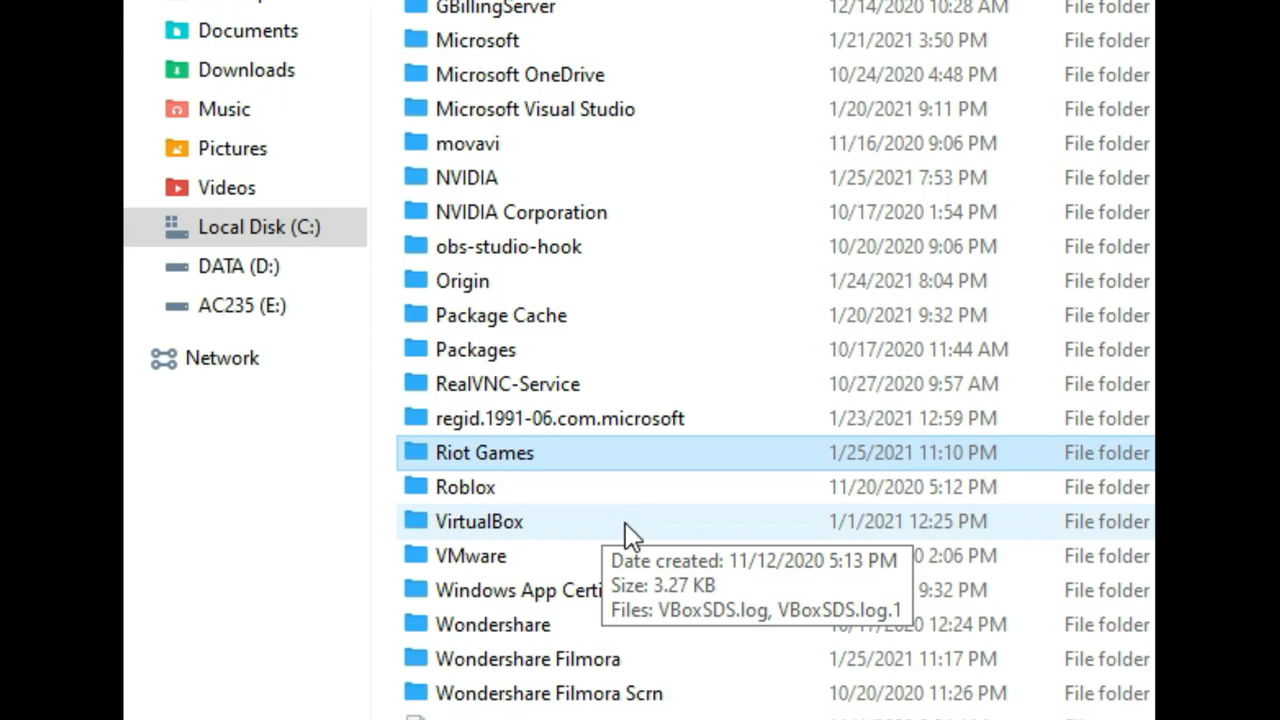 GBillingServer 12/14/2020 10:28 AM File folder
Documents
Microsoft 1/21/2021 3:50 PM File folder
Downloads
Microsoft OneDrive 10/24/2020 4:48 PM File folder
Music
Microsoft Visual Studio 1/20/2021 9:11 PM File folder
Pictures
movavi 11/16/2020 9:06 PM File folder
Videos
NVIDIA 1/25/2021 7:53 PM File folder
Local Disk (C:)
NVIDIA Corporation 10/17/2020 1:54 PM File folder
obs-studio-hook 10/20/2020 9:06 PM File folder
DATA (D:)
Origin 1/24/2021 8:04 PM File folder
AC235 (E:)
Package Cache 1/20/2021 9:32 PM File folder
Network
Packages 10/17/2020 11:44 AM File folder
RealVNC-Service 10/27/2020 9:57 AM File folder
regid.1991-06.com.microsoft 1/23/2021 12:59 PM File folder
Riot Games 1/25/2021 11:10 PM File folder
Roblox 11/20/2020 5:12 PM File folder
VirtualBox 1/1/2021 12:25 PM File folder
VMware 0 2:06 PM File folder
Date created: 11/12/2020 5:13 PM
Size: 3.27 KB
Files: VBoxSDS.log, VBoxSDS.log.1
Windows App Certi 9:32 PM File folder
Wondershare 12:24 PM File folder
Wondershare Filmora 1/25/2021 11:17 PM File folder
Wondershare Filmora Scrn 10/20/2020 11:26 PM File folder